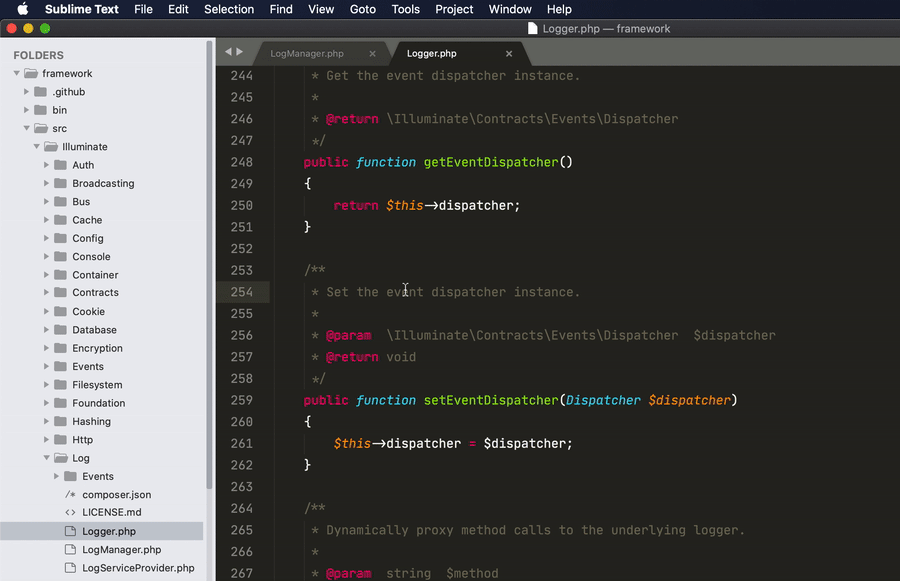 Sublime Text File Edit Selection Find View Goto Tools Project Window Help
Logger.php — framework
FOLDERS
framework
.github
bin
src
Illuminate
Auth
Broadcasting
Bus
Cache
Config
Console
Container
Contracts
Cookie
Database
Encryption
Events
Filesystem
Foundation
Hashing
Http
Log
Events
/* composer.json
<> LICENSE.md
Logger.php
LogManager.php
LogServiceProvider.php
LogManager.php × Logger.php ×
244 * Get the event dispatcher instance.
245 *
246 * @return \Illuminate\Contracts\Events\Dispatcher
247 */
248 public function getEventDispatcher()
249 {
250 return $this->dispatcher;
251 }
252
253 /**
254 * Set the event dispatcher instance.
255 *
256 * @param \Illuminate\Contracts\Events\Dispatcher $dispatcher
257 * @return void
258 */
259 public function setEventDispatcher(Dispatcher $dispatcher)
260 {
261 $this->dispatcher = $dispatcher;
262 }
263
264 /**
265 * Dynamically proxy method calls to the underlying logger.
266 *
267 * @param string $method